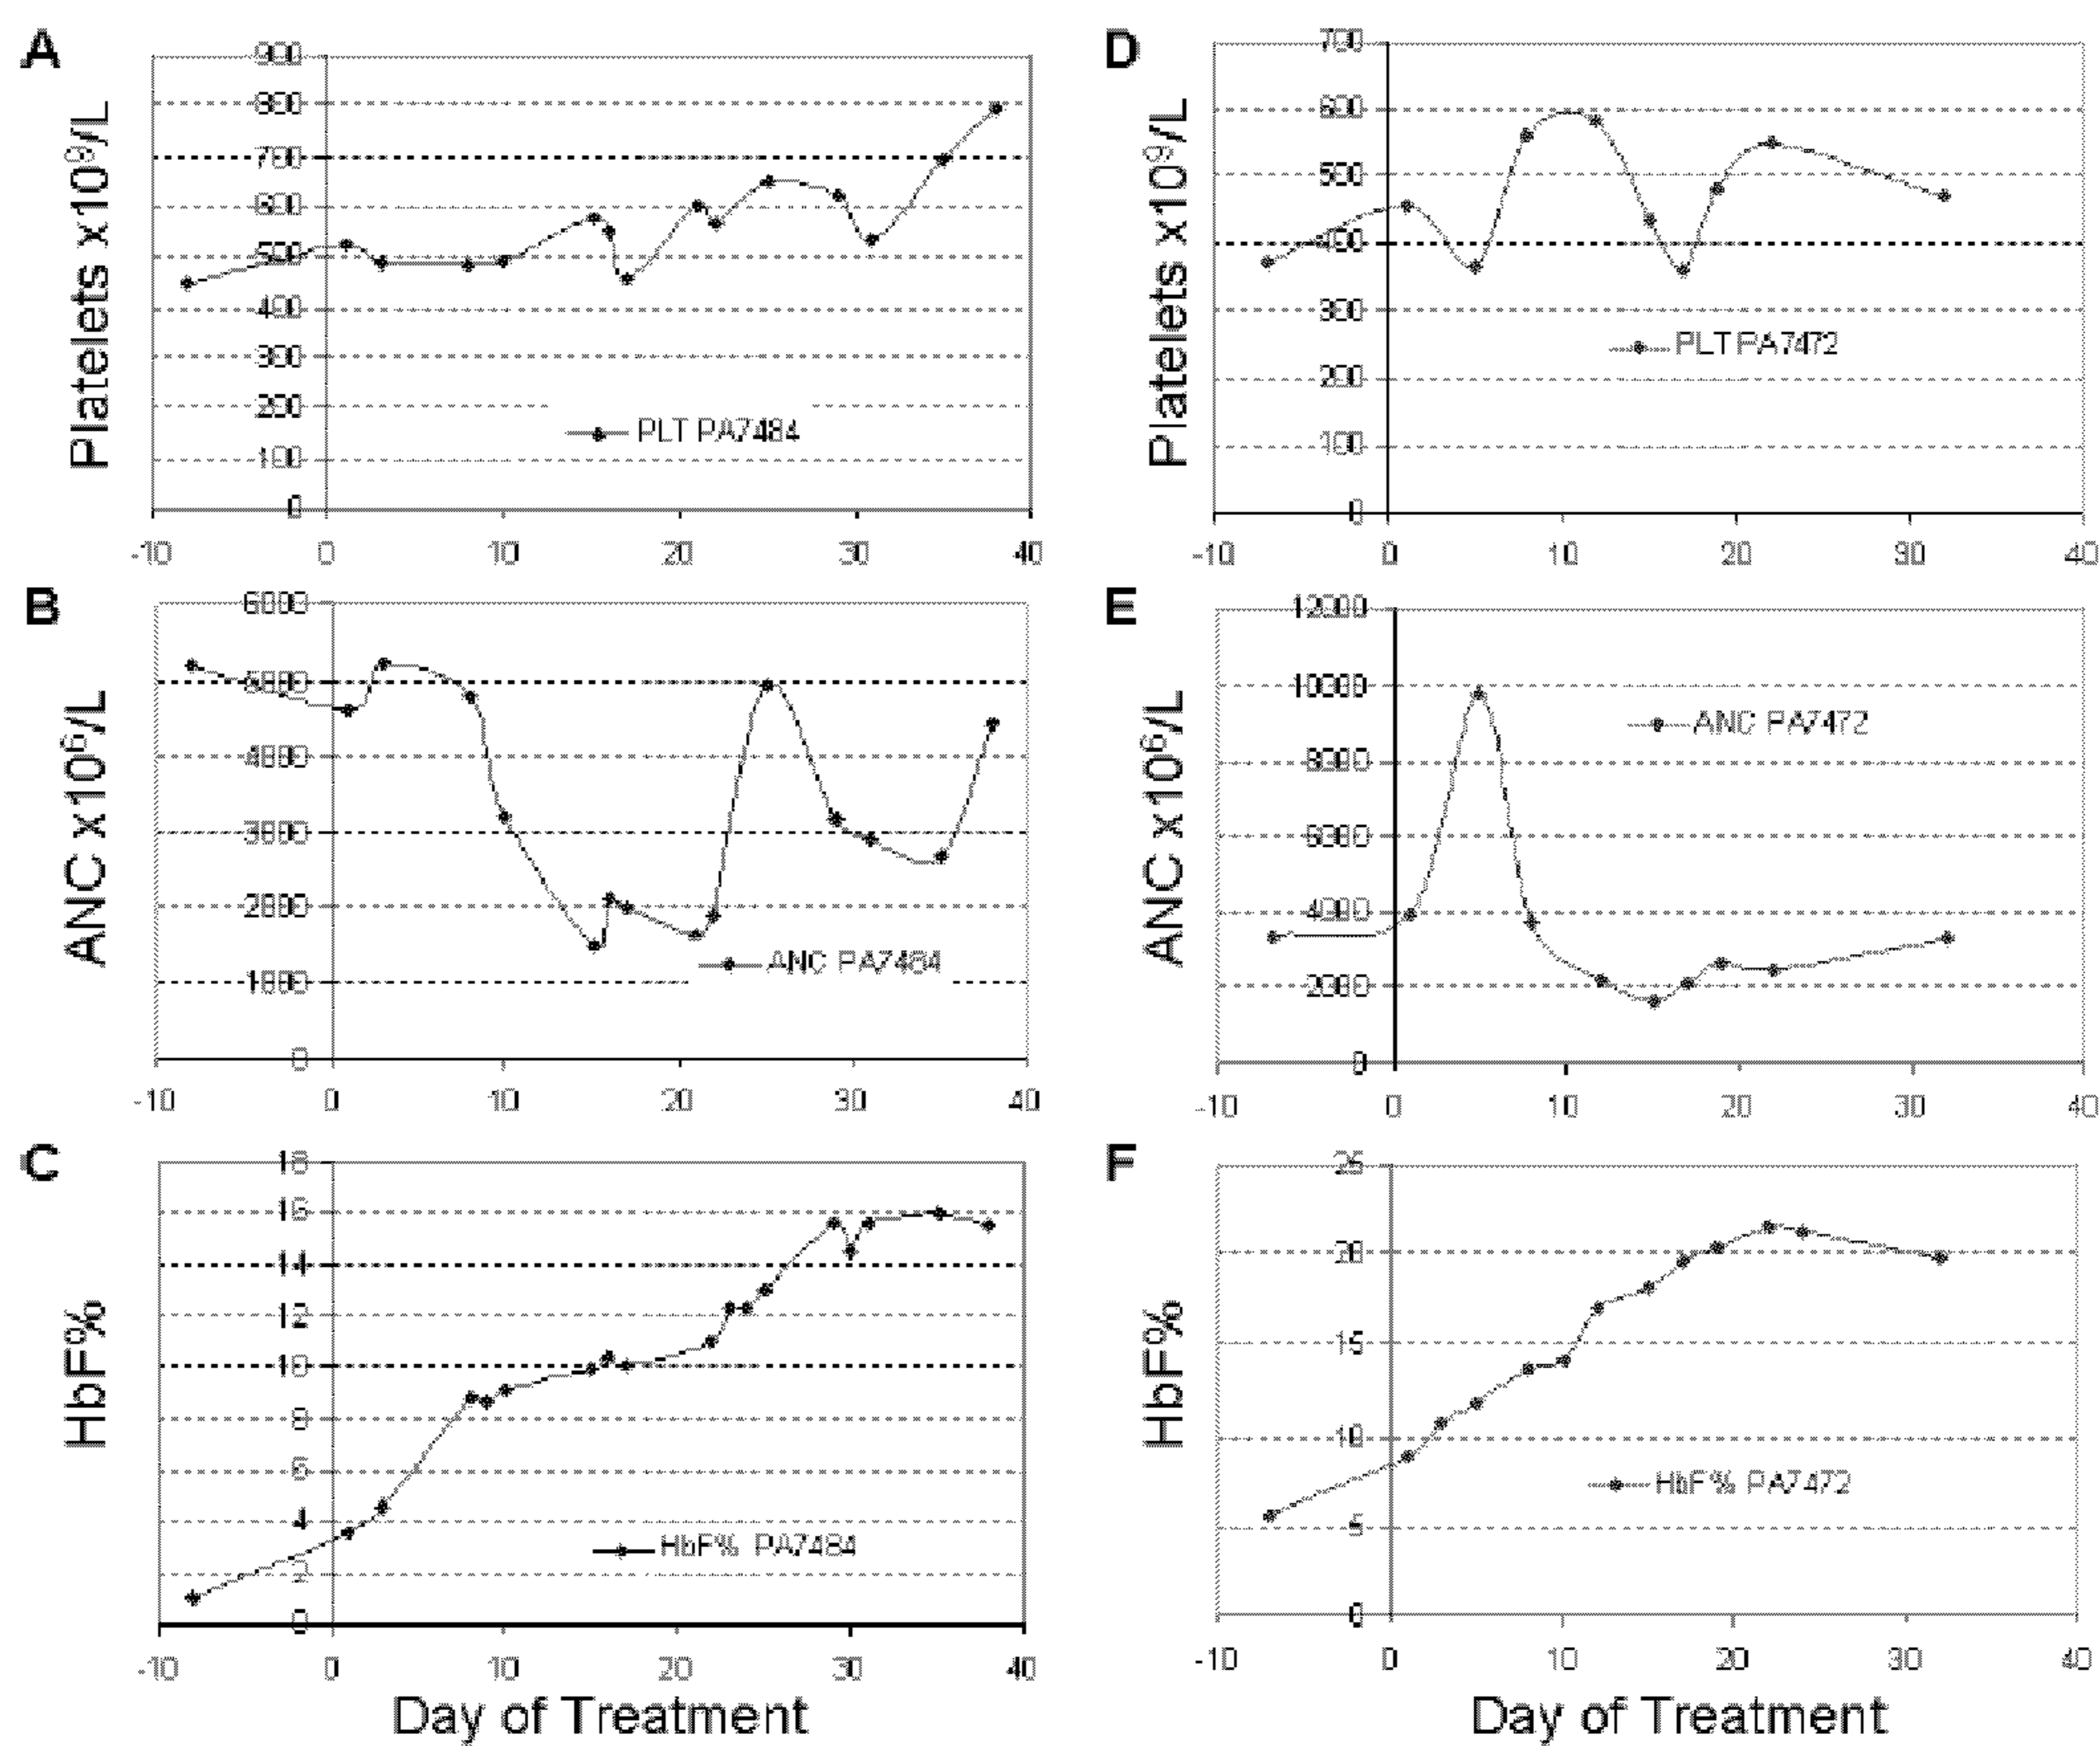 A
Platelets x10⁹/L
900
800
700
600
500
400
300
200
100
0
PLT PA7484
-10 0 10 20 30 40
D
Platelets x10⁹/L
700
600
500
400
300
200
100
0
PLT PA7472
-10 0 10 20 30 40
B
ANC x10⁶/L
6000
5000
4000
3000
2000
1000
0
ANC PA7484
-10 0 10 20 30 40
E
ANC x10⁶/L
12000
10000
8000
6000
4000
2000
0
ANC PA7472
-10 0 10 20 30 40
C
HbF%
18
16
14
12
10
8
6
4
2
0
HbF% PA7484
-10 0 10 20 30 40
Day of Treatment
F
HbF%
25
20
15
10
5
0
HbF% PA7472
-10 0 10 20 30 40
Day of Treatment